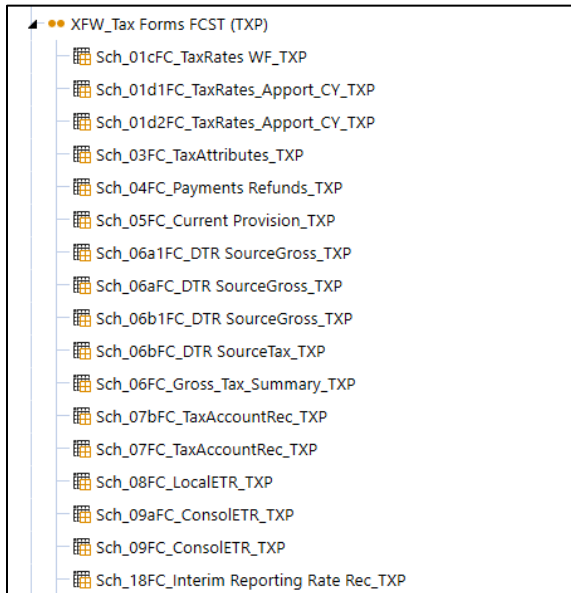 XFW_Tax Forms FCST (TXP)
Sch_01cFC_TaxRates WF_TXP
Sch_01d1FC_TaxRates_Apport_CY_TXP
Sch_01d2FC_TaxRates_Apport_CY_TXP
Sch_03FC_TaxAttributes_TXP
Sch_04FC_Payments Refunds_TXP
Sch_05FC_Current Provision_TXP
Sch_06a1FC_DTR SourceGross_TXP
Sch_06aFC_DTR SourceGross_TXP
Sch_06b1FC_DTR SourceGross_TXP
Sch_06bFC_DTR SourceTax_TXP
Sch_06FC_Gross_Tax_Summary_TXP
Sch_07bFC_TaxAccountRec_TXP
Sch_07FC_TaxAccountRec_TXP
Sch_08FC_LocalETR_TXP
Sch_09aFC_ConsolETR_TXP
Sch_09FC_ConsolETR_TXP
Sch_18FC_Interim Reporting Rate Rec_TXP